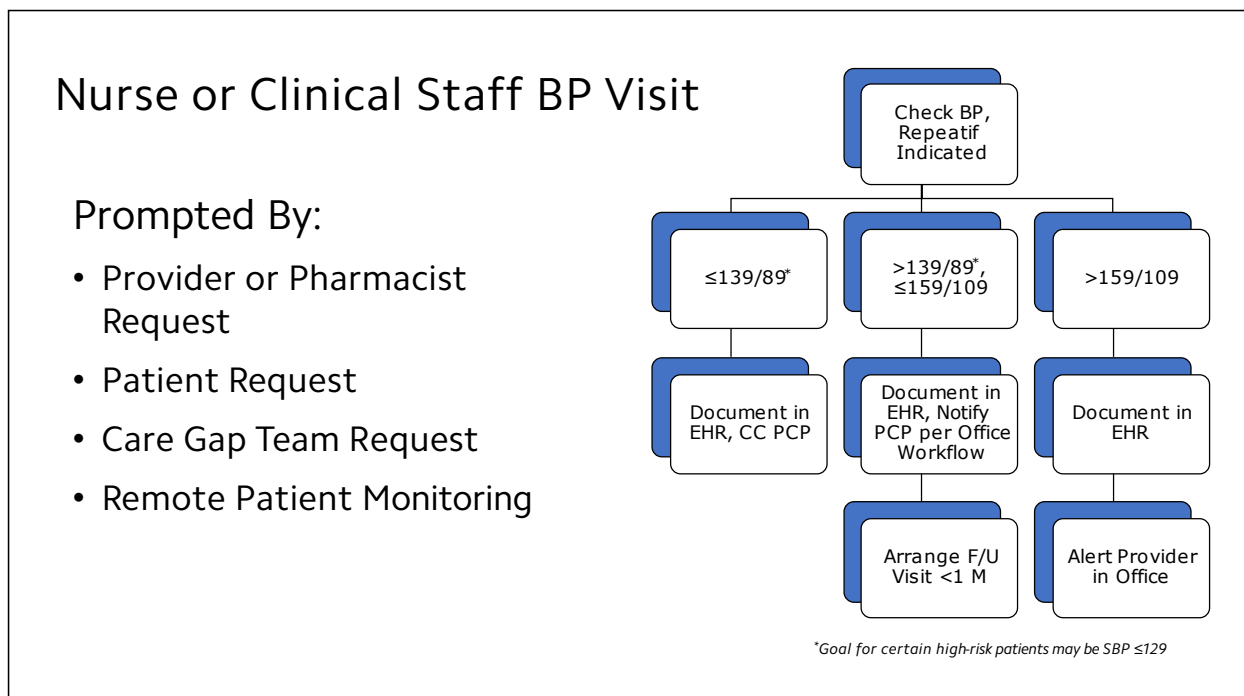 Nurse or Clinical Staff BP Visit
Prompted By:
• Provider or Pharmacist
Request
• Patient Request
• Care Gap Team Request
• Remote Patient Monitoring
Check BP,
Repeatif
Indicated
≤139/89*
>139/89*,
≤159/109
>159/109
Document in
EHR, CC PCP
Document in
EHR, Notify
PCP per Office
Workflow
Document in
EHR
Arrange F/U
Visit <1 M
Alert Provider
in Office
*Goal for certain high-risk patients may be SBP ≤129